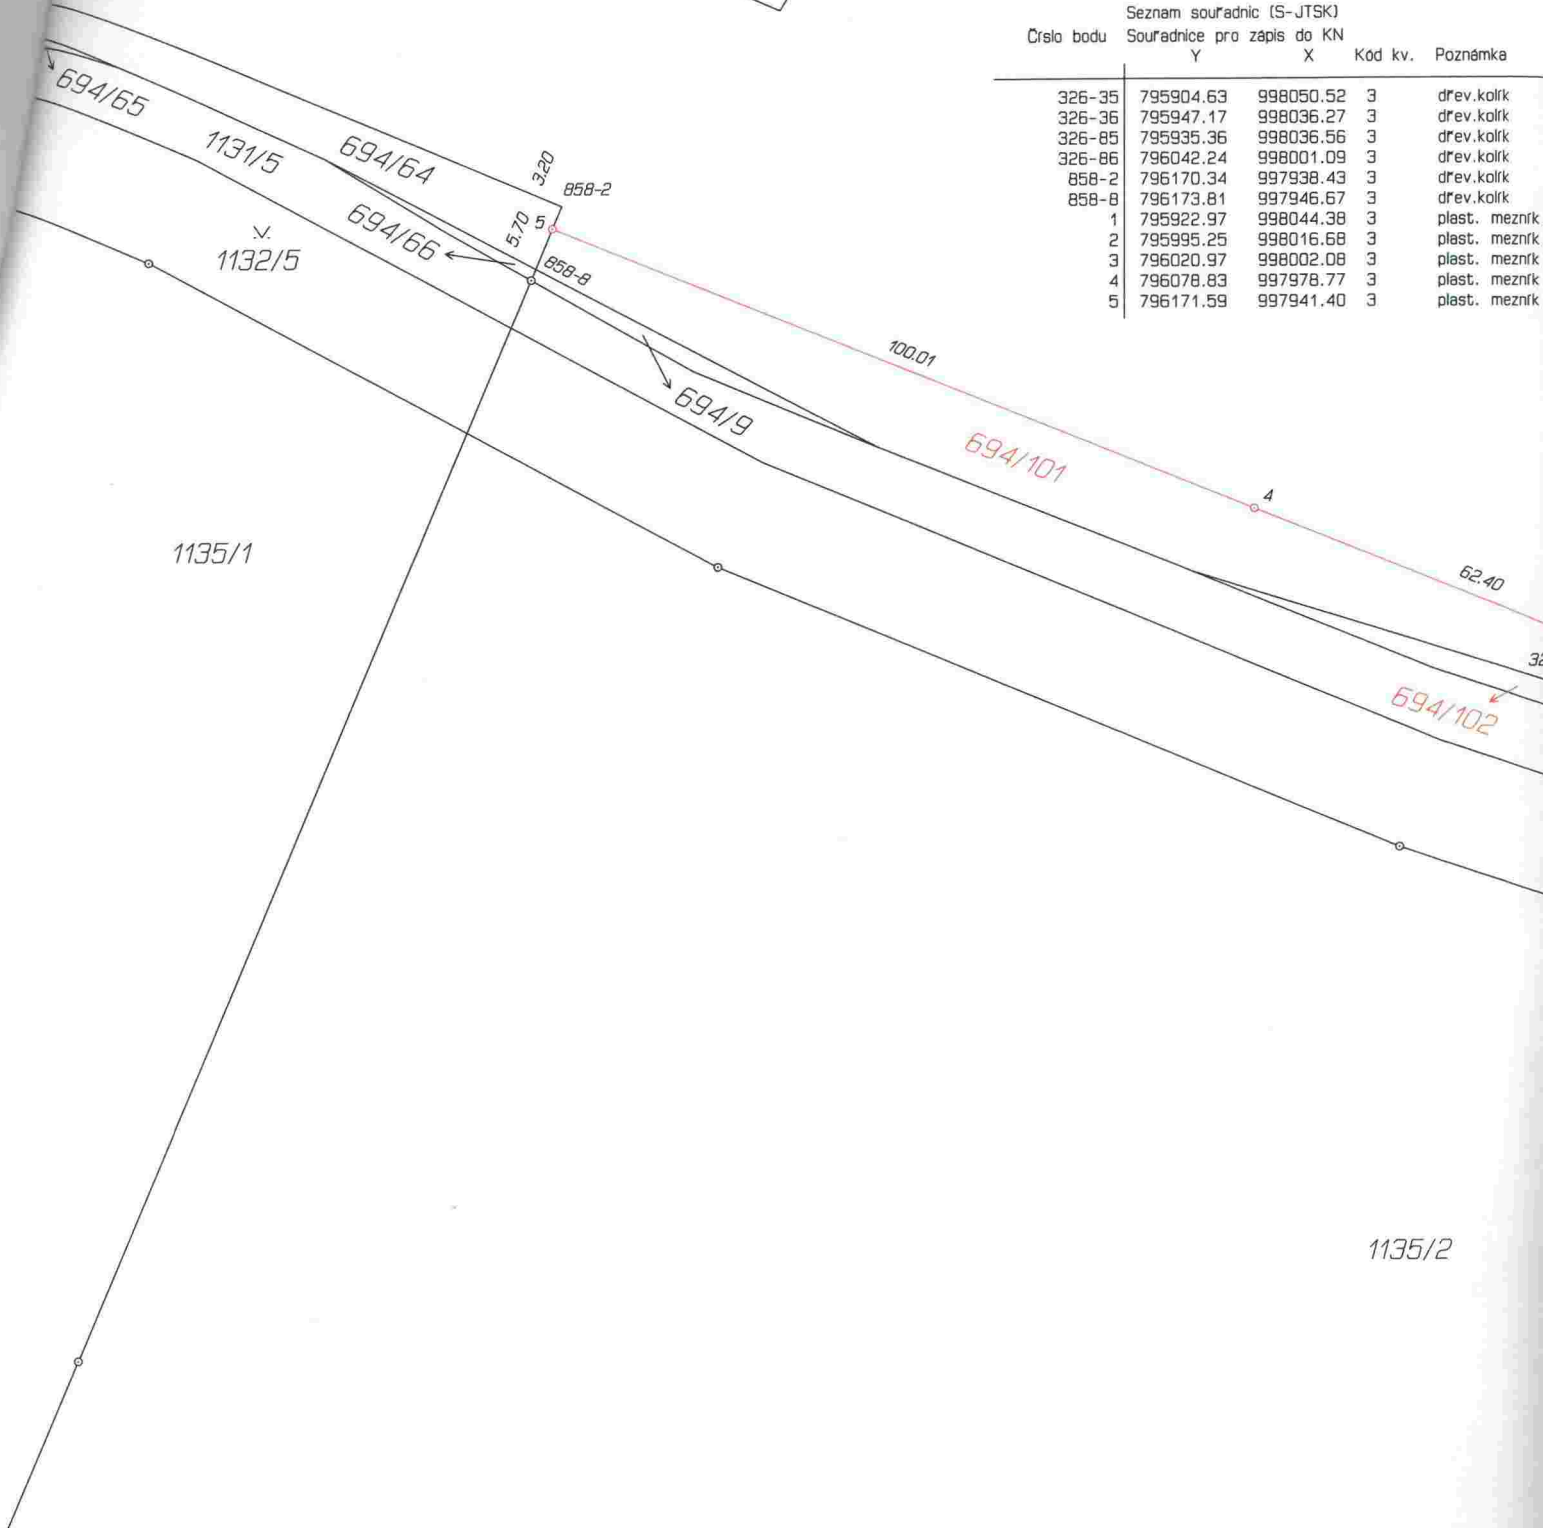 Seznam souřadnic (S-JTSK)
Číslo bodu Souřadnice pro zápis do KN
Y X Kód kv. Poznámka
326-35 795904.63 998050.52 3 dřev.kolík
326-36 795947.17 998036.27 3 dřev.kolík
326-85 795935.36 998036.56 3 dřev.kolík
326-86 796042.24 998001.09 3 dřev.kolík
858-2 796170.34 997938.43 3 dřev.kolík
858-8 796173.81 997946.67 3 dřev.kolík
1 795922.97 998044.38 3 plast. mezník
2 795995.25 998016.68 3 plast. mezník
3 796020.97 998002.08 3 plast. mezník
4 796078.83 997978.77 3 plast. mezník
5 796171.59 997941.40 3 plast. mezník
694/65
1131/5
694/64
3.20
858-2
5
5.70
694/66
1132/5
858-8
100.01
694/9
694/101
4
1135/1
62.40
32
694/102
1135/2